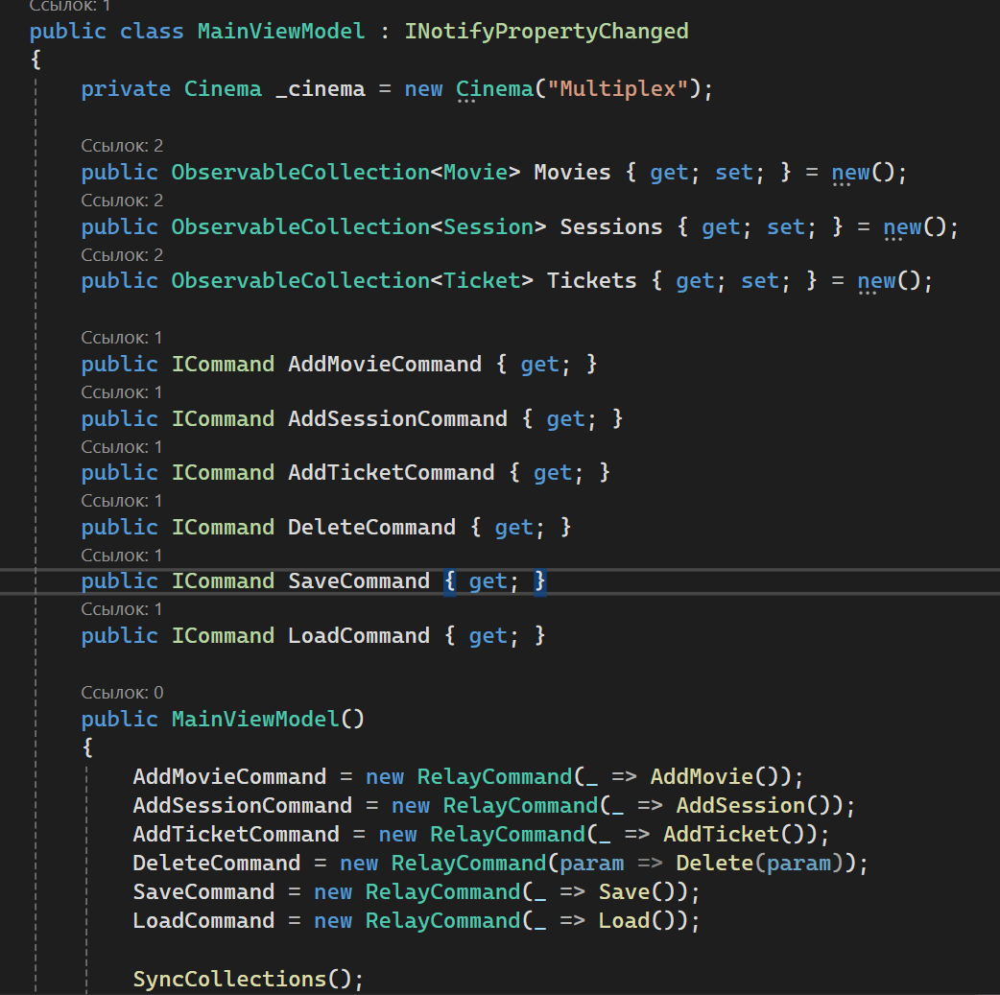 Ссылок: 1
public class MainViewModel : INotifyPropertyChanged
{
private Cinema _cinema = new Cinema("Multiplex");
Ссылок: 2
public ObservableCollection<Movie> Movies { get; set; } = new();
Ссылок: 2
public ObservableCollection<Session> Sessions { get; set; } = new();
Ссылок: 2
public ObservableCollection<Ticket> Tickets { get; set; } = new();
Ссылок: 1
public ICommand AddMovieCommand { get; }
Ссылок: 1
public ICommand AddSessionCommand { get; }
Ссылок: 1
public ICommand AddTicketCommand { get; }
Ссылок: 1
public ICommand DeleteCommand { get; }
Ссылок: 1
public ICommand SaveCommand { get; }
Ссылок: 1
public ICommand LoadCommand { get; }
Ссылок: 0
public MainViewModel()
{
AddMovieCommand = new RelayCommand(_ => AddMovie());
AddSessionCommand = new RelayCommand(_ => AddSession());
AddTicketCommand = new RelayCommand(_ => AddTicket());
DeleteCommand = new RelayCommand(param => Delete(param));
SaveCommand = new RelayCommand(_ => Save());
LoadCommand = new RelayCommand(_ => Load());
SyncCollections();